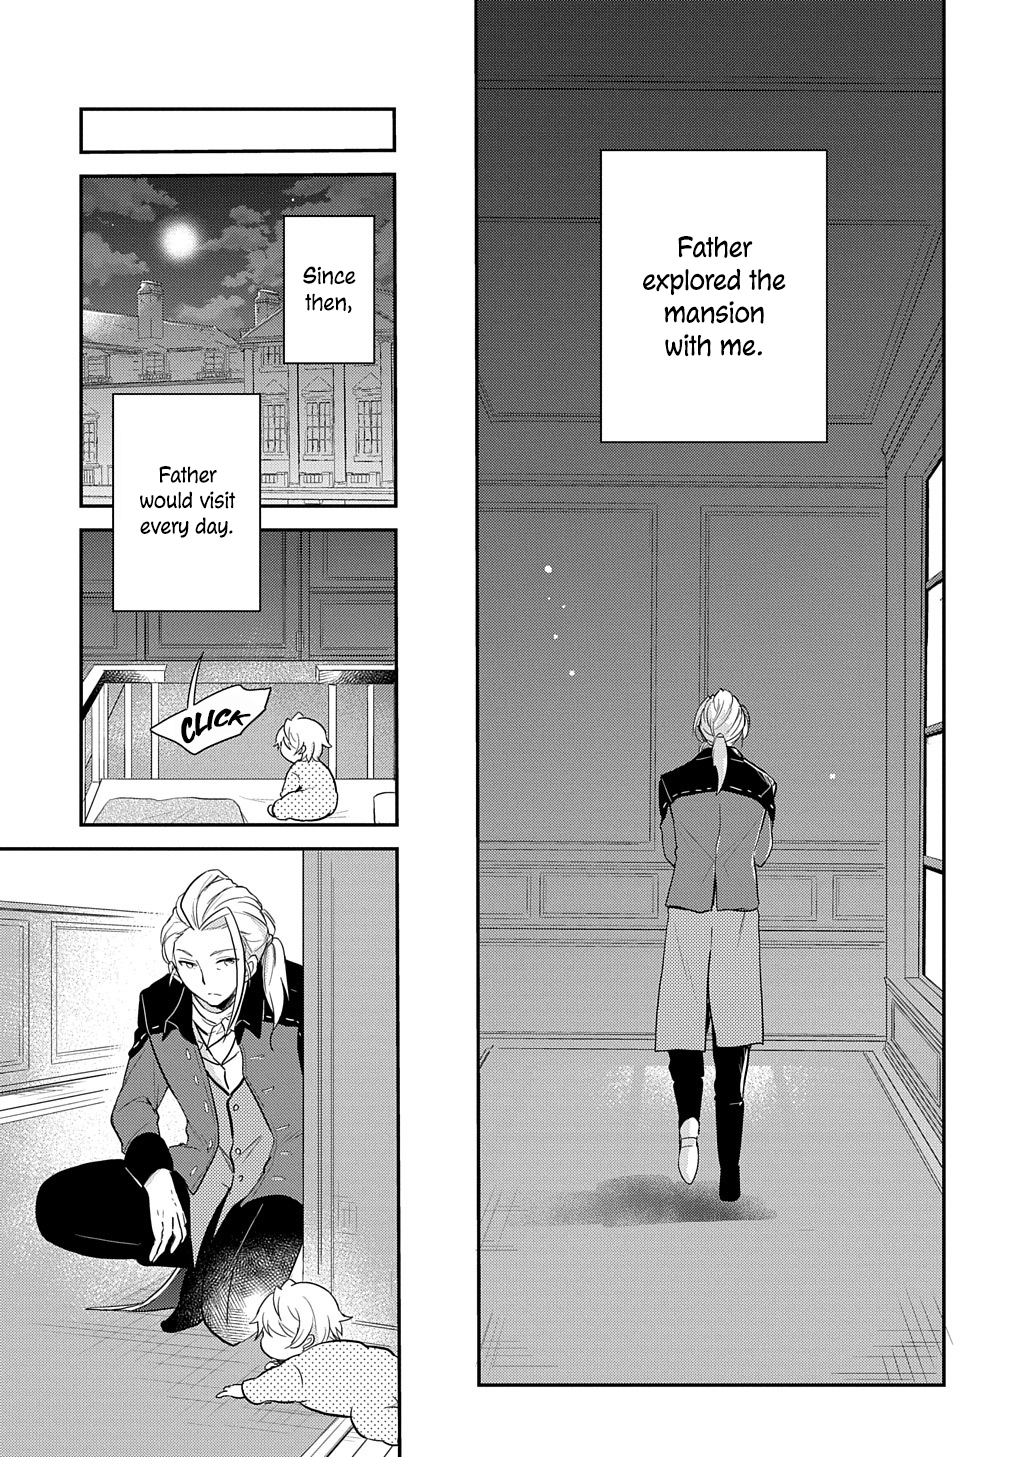 Father
explored the
mansion
with me.
Since
then,
Father
would visit
every day.
CLICK